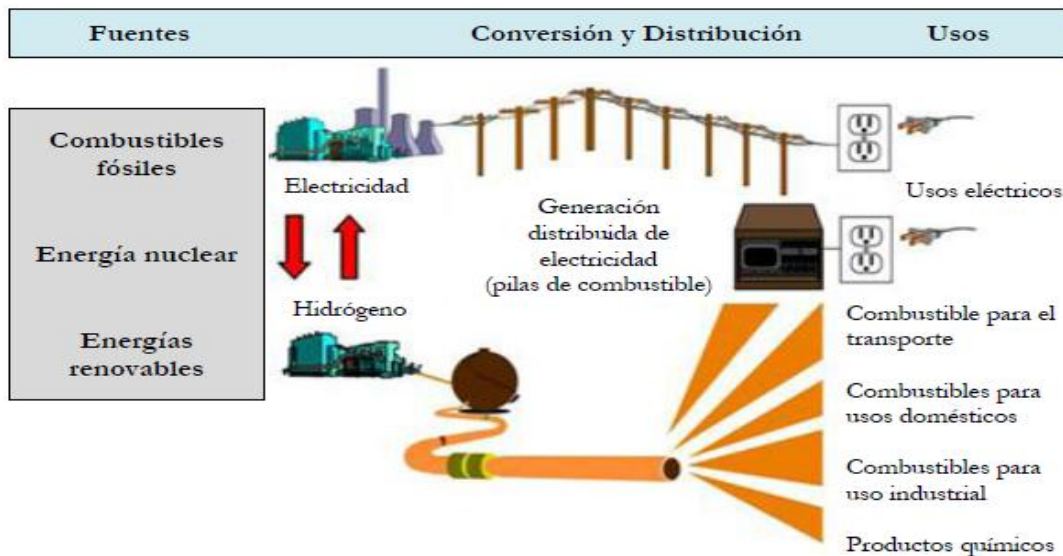 Fuentes
Conversión y Distribución
Usos
Combustibles
fósiles
Energía nuclear
Energías
renovables
Electricidad
Hidrógeno
Generación
distribuida de
electricidad
(pilas de combustible)
Usos eléctricos
Combustible para el
transporte
Combustibles para
usos domésticos
Combustibles para
uso industrial
Productos químicos